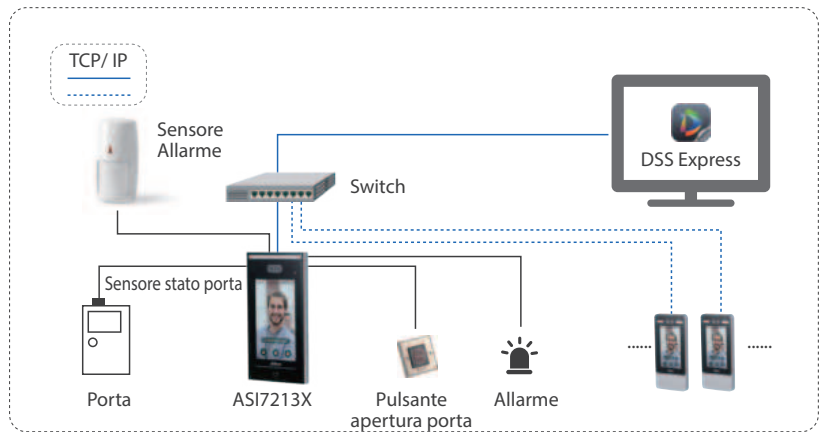 TCP/ IP
Sensore
Allarme
DSS Express
Switch
Sensore stato porta
Porta
ASI7213X
Pulsante
apertura porta
Allarme
......
......